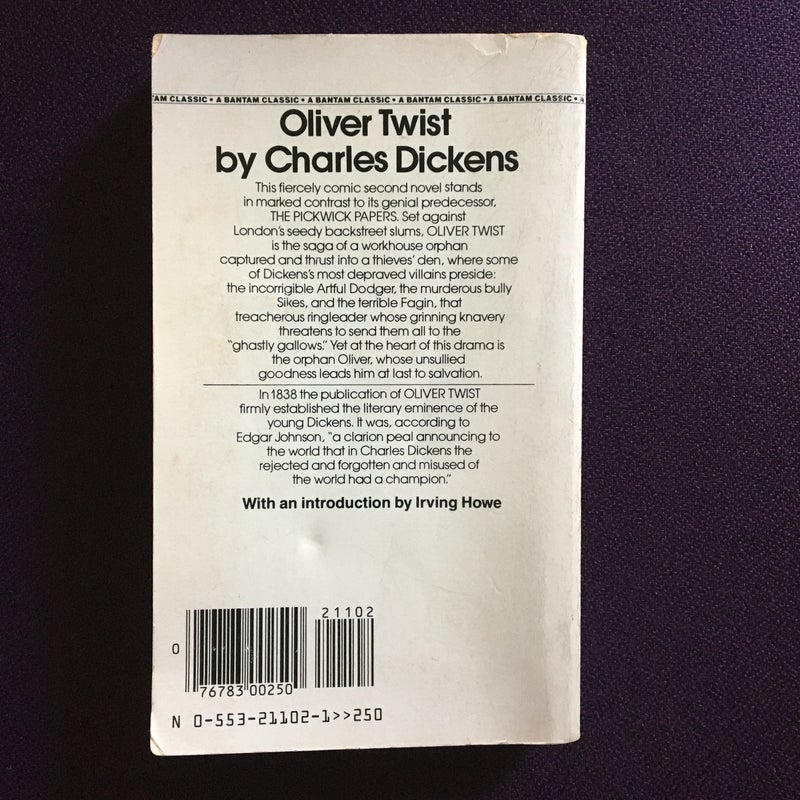 AM CLASSIC • A BANTAM CLASSIC • A BANTAM CLASSIC • A BANTAM CLASSIC • A BANTAM CLASSIC •
Oliver Twist
by Charles Dickens
This fiercely comic second novel stands
in marked contrast to its genial predecessor,
THE PICKWICK PAPERS. Set against
London's seedy backstreet slums, OLIVER TWIST
is the saga of a workhouse orphan
captured and thrust into a thieves' den, where some
of Dickens's most depraved villains preside:
the incorrigible Artful Dodger, the murderous bully
Sikes, and the terrible Fagin, that
treacherous ringleader whose grinning knavery
threatens to send them all to the
"ghastly gallows." Yet at the heart of this drama is
the orphan Oliver, whose unsullied
goodness leads him at last to salvation.
In 1838 the publication of OLIVER TWIST
firmly established the literary eminence of the
young Dickens. It was, according to
Edgar Johnson, "a clarion peal announcing to
the world that in Charles Dickens the
rejected and forgotten and misused of
the world had a champion."
With an introduction by Irving Howe
21102
0
76783 00250
N 0-553-21102-1>>250